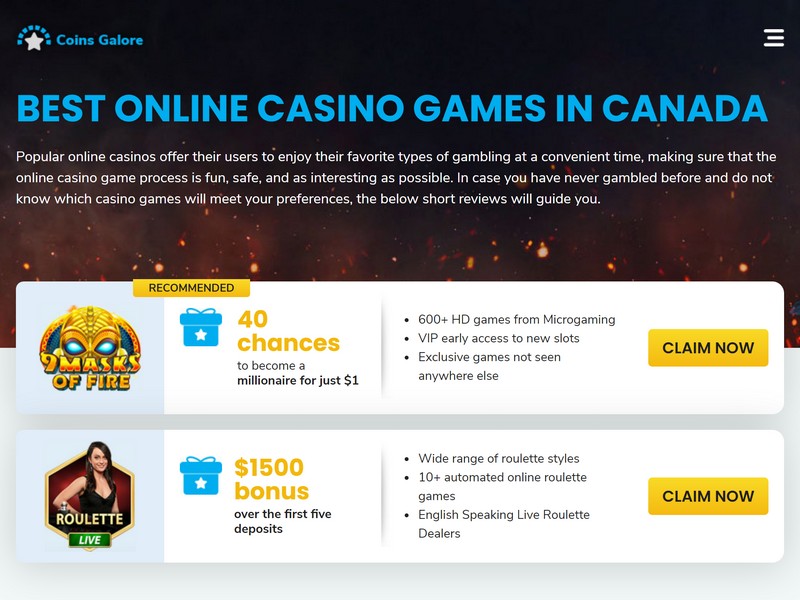 Coins Galore
BEST ONLINE CASINO GAMES IN CANADA
Popular online casinos offer their users to enjoy their favorite types of gambling at a convenient time, making sure that the
online casino game process is fun, safe, and as interesting as possible. In case you have never gambled before and do not
know which casino games will meet your preferences, the below short reviews will guide you.
RECOMMENDED
9 MASKS
OF FIRE
40
chances
to become a
millionaire for just $1
• 600+ HD games from Microgaming
• VIP early access to new slots
• Exclusive games not seen
anywhere else
CLAIM NOW
ROULETTE
LIVE
$1500
bonus
over the first five
deposits
• Wide range of roulette styles
• 10+ automated online roulette
games
• English Speaking Live Roulette
Dealers
CLAIM NOW